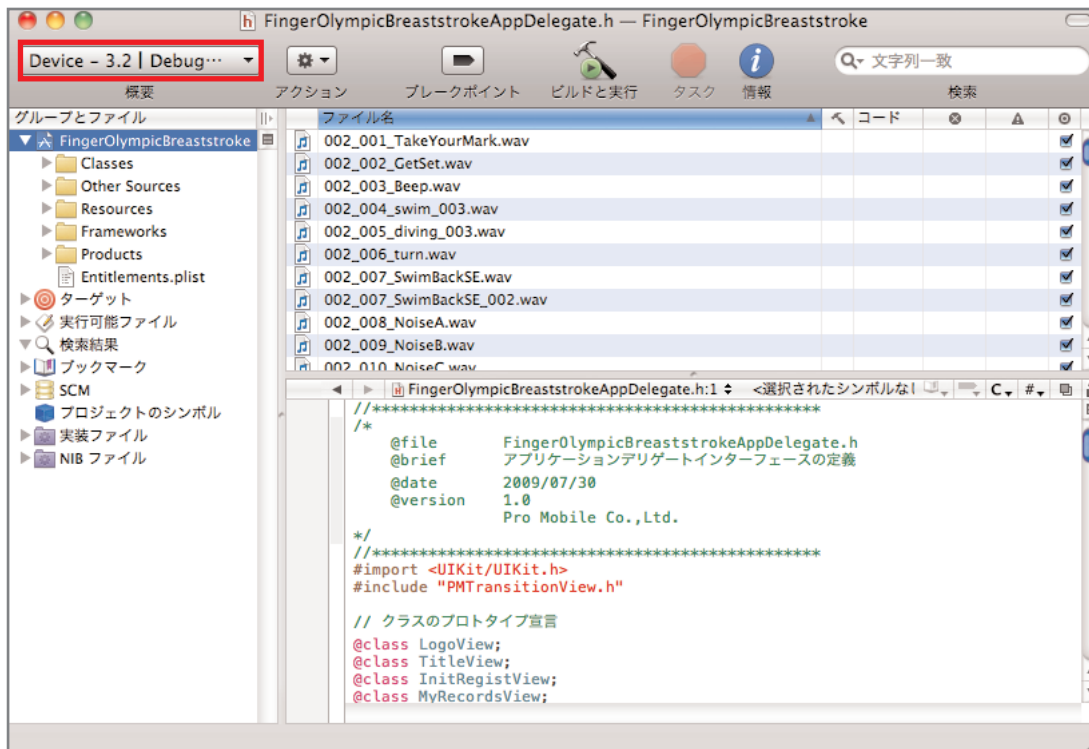 FingerOlympicBreaststrokeAppDelegate.h — FingerOlympicBreaststroke
Device – 3.2 | Debug…
文字列一致
概要
アクション
ブレークポイント
ビルドと実行
タスク
情報
検索
グループとファイル
FingerOlympicBreaststroke
Classes
Other Sources
Resources
Frameworks
Products
Entitlements.plist
ターゲット
実行可能ファイル
検索結果
ブックマーク
SCM
プロジェクトのシンボル
実装ファイル
NIB ファイル
ファイル名
コード
002_001_TakeYourMark.wav
002_002_GetSet.wav
002_003_Beep.wav
002_004_swim_003.wav
002_005_diving_003.wav
002_006_turn.wav
002_007_SwimBackSE.wav
002_007_SwimBackSE_002.wav
002_008_NoiseA.wav
002_009_NoiseB.wav
002_010_NoiseC.wav
FingerOlympicBreaststrokeAppDelegate.h:1 <選択されたシンボルなし C #
//**************************************************
/*
@file FingerOlympicBreaststrokeAppDelegate.h
@brief アプリケーションデリゲートインターフェースの定義
@date 2009/07/30
@version 1.0
Pro Mobile Co.,Ltd.
*/
//**************************************************
#import <UIKit/UIKit.h>
#include "PMTransitionView.h"
// クラスのプロトタイプ宣言
@class LogoView;
@class TitleView;
@class InitRegistView;
@class MyRecordsView;